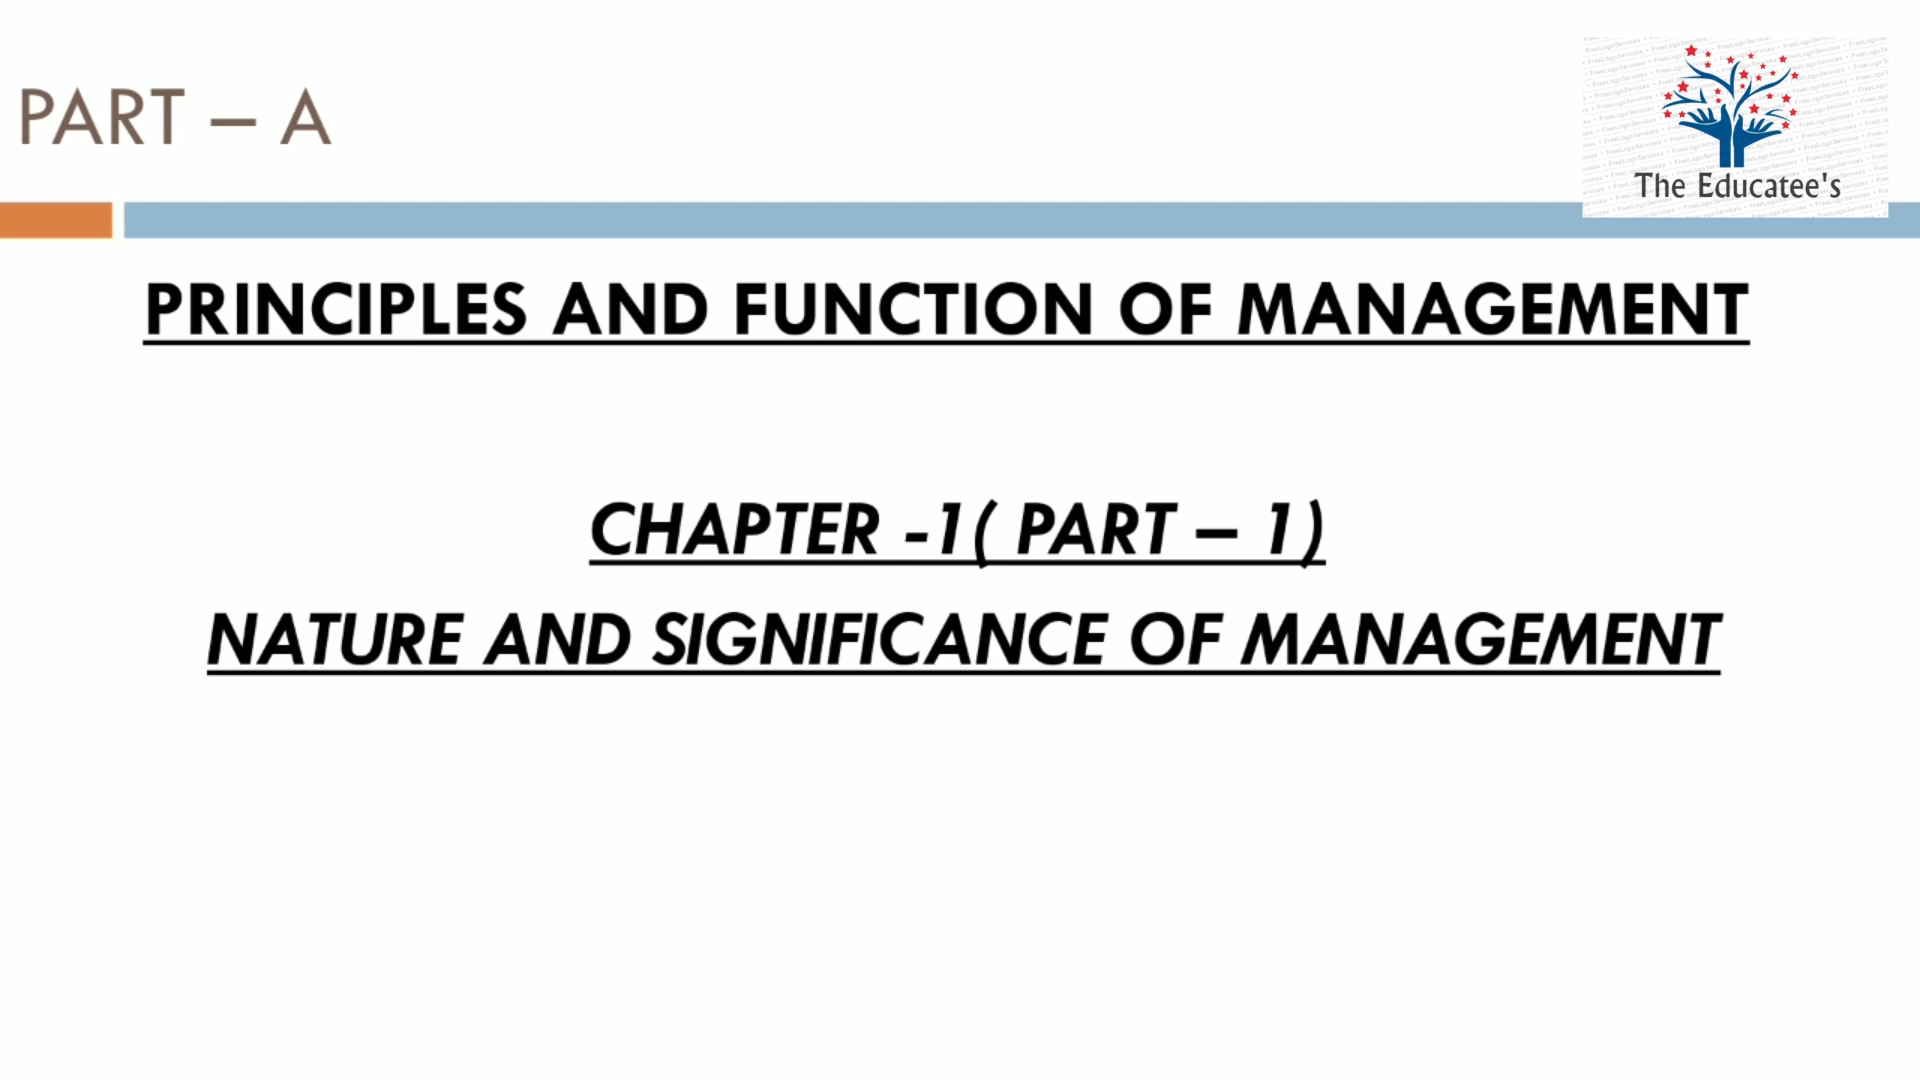 PART – A
The Educatee's
PRINCIPLES AND FUNCTION OF MANAGEMENT
CHAPTER -1( PART – 1)
NATURE AND SIGNIFICANCE OF MANAGEMENT